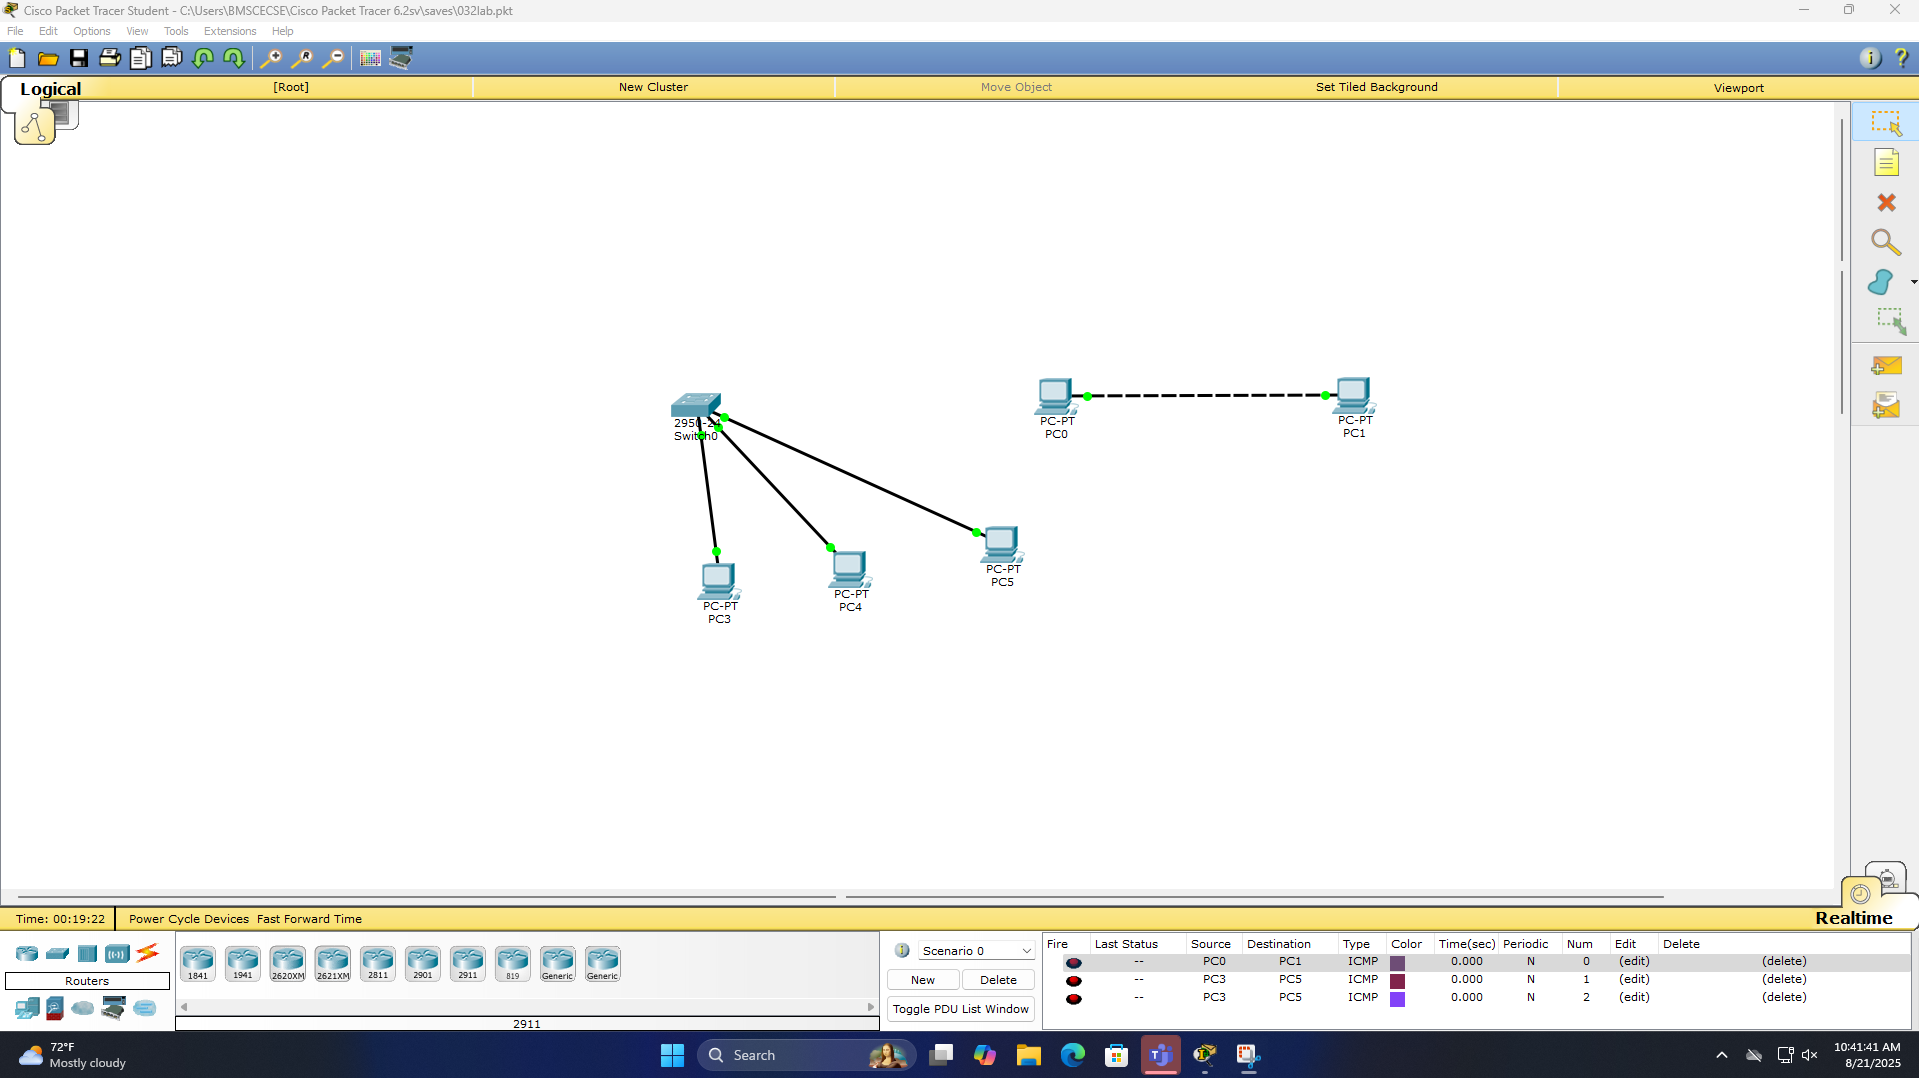 Cisco Packet Tracer Student - C:\Users\BMSCECSE\Cisco Packet Tracer 6.2sv\saves\032lab.pkt
File Edit Options View Tools Extensions Help
Logical [Root] New Cluster Move Object Set Tiled Background Viewport
2950-24
Switch0
PC-PT
PC0
PC-PT
PC1
PC-PT
PC5
PC-PT
PC4
PC-PT
PC3
Realtime
Time: 00:19:22 Power Cycle Devices Fast Forward Time
Routers
1841 1941 2620XM 2621XM 2811 2901 2911 819 Generic Generic
2911
Scenario 0
New Delete
Toggle PDU List Window
Fire Last Status Source Destination Type Color Time(sec) Periodic Num Edit Delete
-- PC0 PC1 ICMP 0.000 N 0 (edit) (delete)
-- PC3 PC5 ICMP 0.000 N 1 (edit) (delete)
-- PC3 PC5 ICMP 0.000 N 2 (edit) (delete)
72°F
Mostly cloudy
Search
10:41:41 AM
8/21/2025